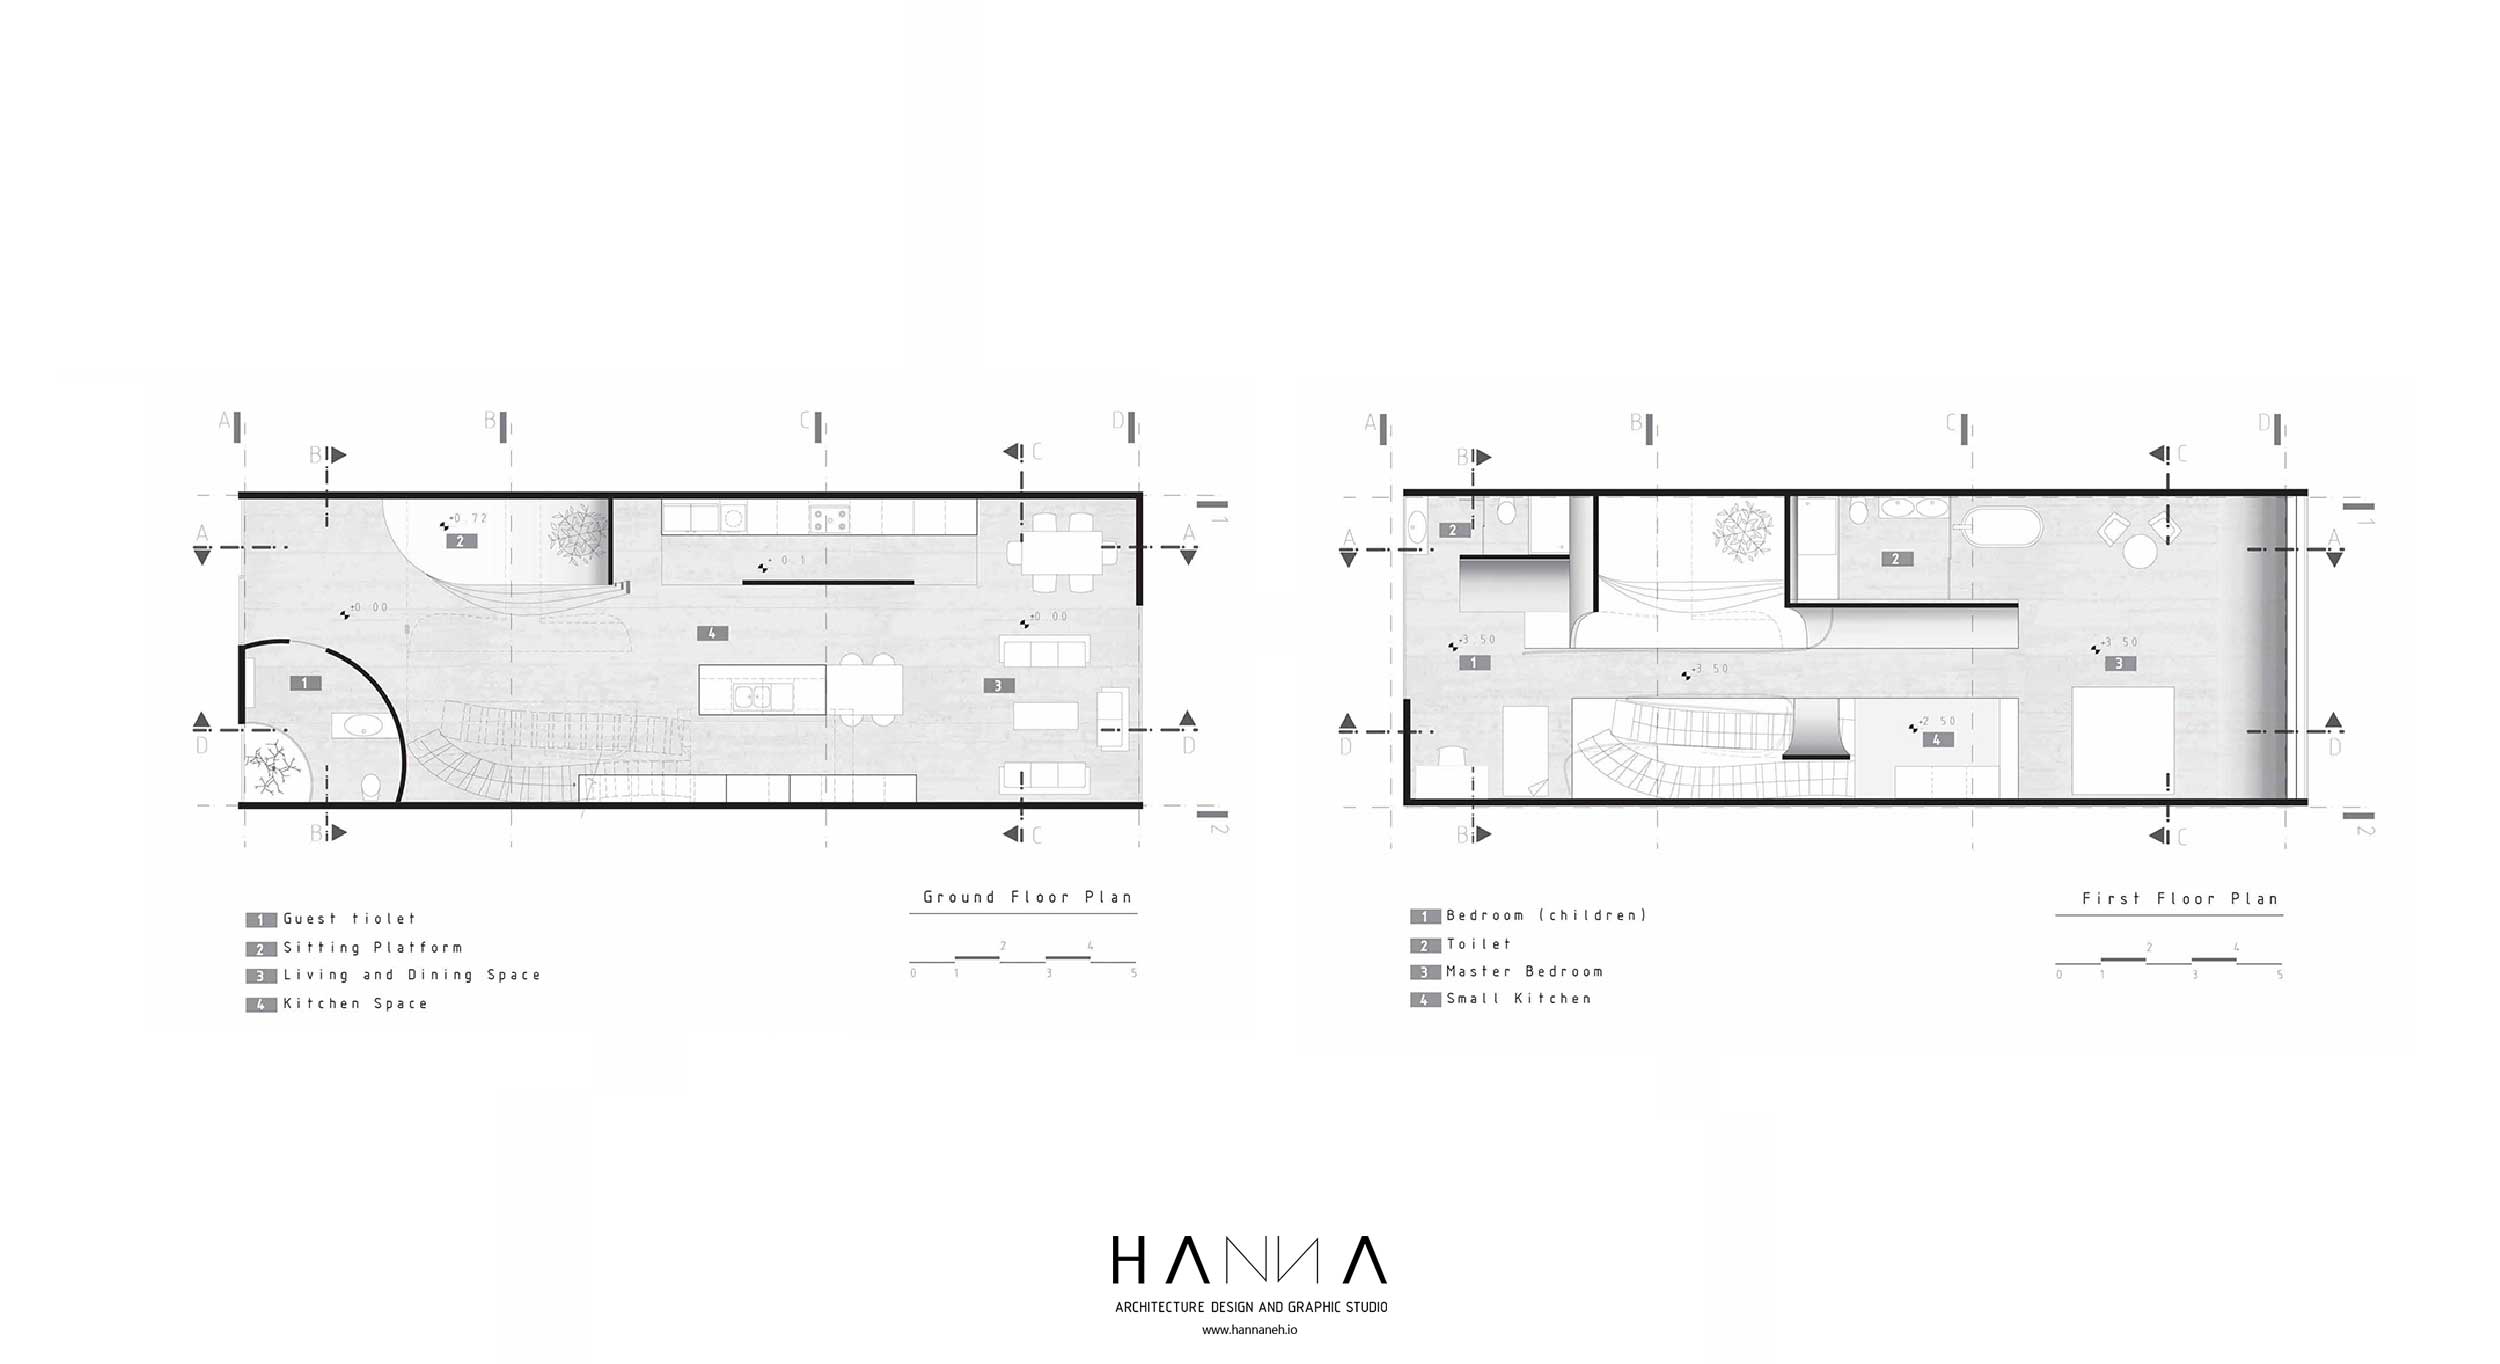 A
B
C
D
B
C
+0.72
2
1
A
A
0.1
+0.00
+0.00
4
1
3
D
D
B
C
2
Ground Floor Plan
0 1 2 3 4 5
1 Guest tiolet
2 Sitting Platform
3 Living and Dining Space
4 Kitchen Space
A
B
C
D
B
C
1
2
A
A
2
+3.50
1
+3.50
+3.50
3
+2.50
4
D
D
B
C
2
First Floor Plan
0 1 2 3 4 5
1 Bedroom (children)
2 Toilet
3 Master Bedroom
4 Small Kitchen
HANNA
ARCHITECTURE DESIGN AND GRAPHIC STUDIO
www.hannaneh.io